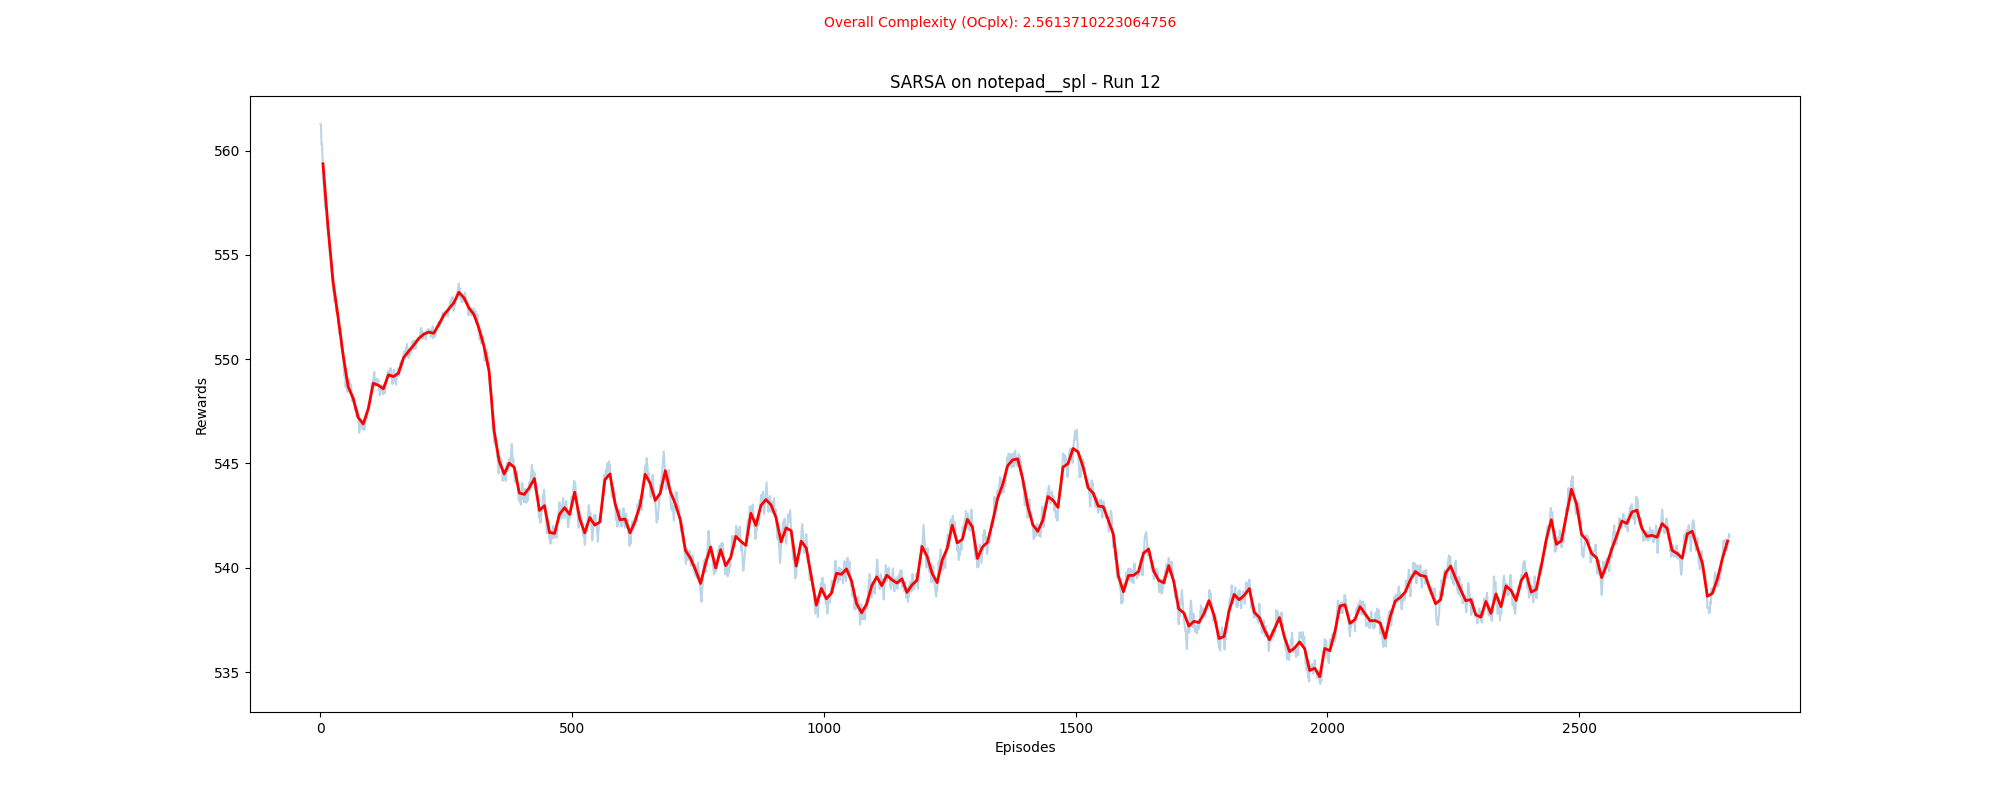 Overall Complexity (OCplx): 2.5613710223064756
SARSA on notepad__spl - Run 12
560
555
550
545
540
535
Rewards
0 500 1000 1500 2000 2500
Episodes